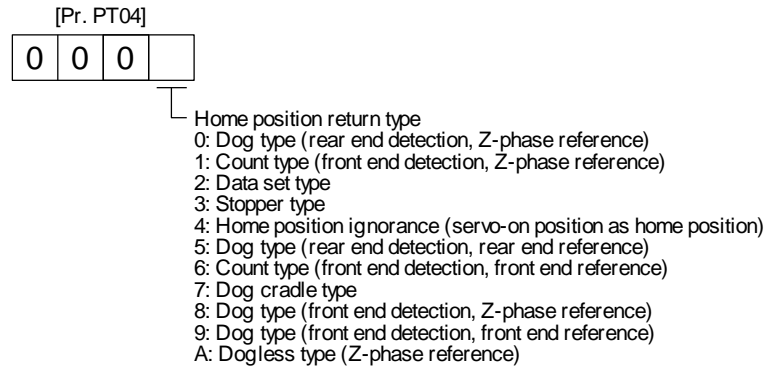 [Pr. PT04]
0 0 0
Home position return type
0: Dog type (rear end detection, Z-phase reference)
1: Count type (front end detection, Z-phase reference)
2: Data set type
3: Stopper type
4: Home position ignorance (servo-on position as home position)
5: Dog type (rear end detection, rear end reference)
6: Count type (front end detection, front end reference)
7: Dog cradle type
8: Dog type (front end detection, Z-phase reference)
9: Dog type (front end detection, front end reference)
A: Dogless type (Z-phase reference)